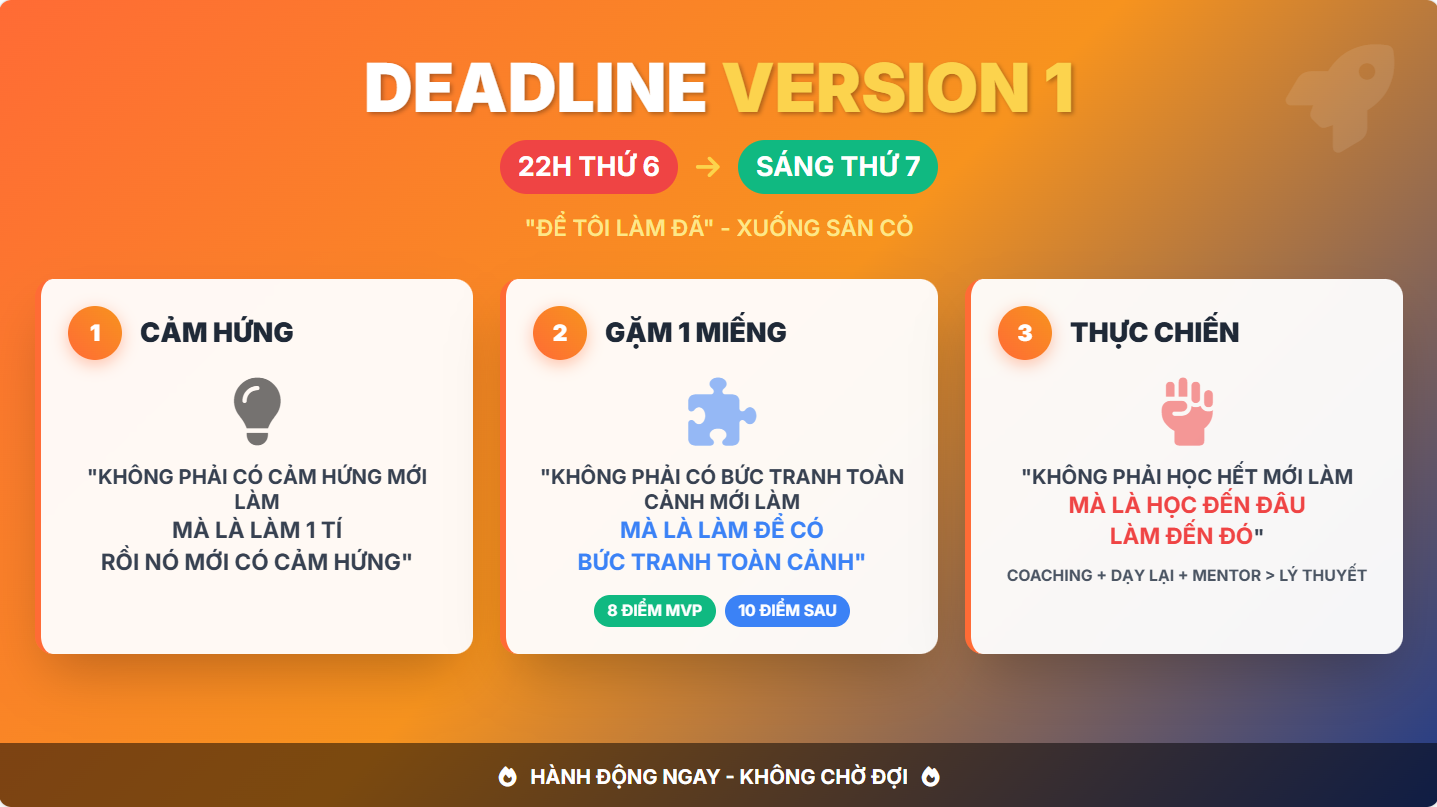 DEADLINE VERSION 1
22H THỨ 6 → SÁNG THỨ 7
"ĐỂ TÔI LÀM ĐÃ" - XUỐNG SÂN CỎ
1 CẢM HỨNG
"KHÔNG PHẢI CÓ CẢM HỨNG MỚI
LÀM
MÀ LÀ LÀM 1 TÍ
RỒI NÓ MỚI CÓ CẢM HỨNG"
2 GẶM 1 MIẾNG
"KHÔNG PHẢI CÓ BỨC TRANH TOÀN
CẢNH MỚI LÀM
MÀ LÀ LÀM ĐỂ CÓ
BỨC TRANH TOÀN CẢNH"
8 ĐIỂM MVP 10 ĐIỂM SAU
3 THỰC CHIẾN
"KHÔNG PHẢI HỌC HẾT MỚI LÀM
MÀ LÀ HỌC ĐẾN ĐÂU
LÀM ĐẾN ĐÓ"
COACHING + DẠY LẠI + MENTOR > LÝ THUYẾT
HÀNH ĐỘNG NGAY - KHÔNG CHỜ ĐỢI